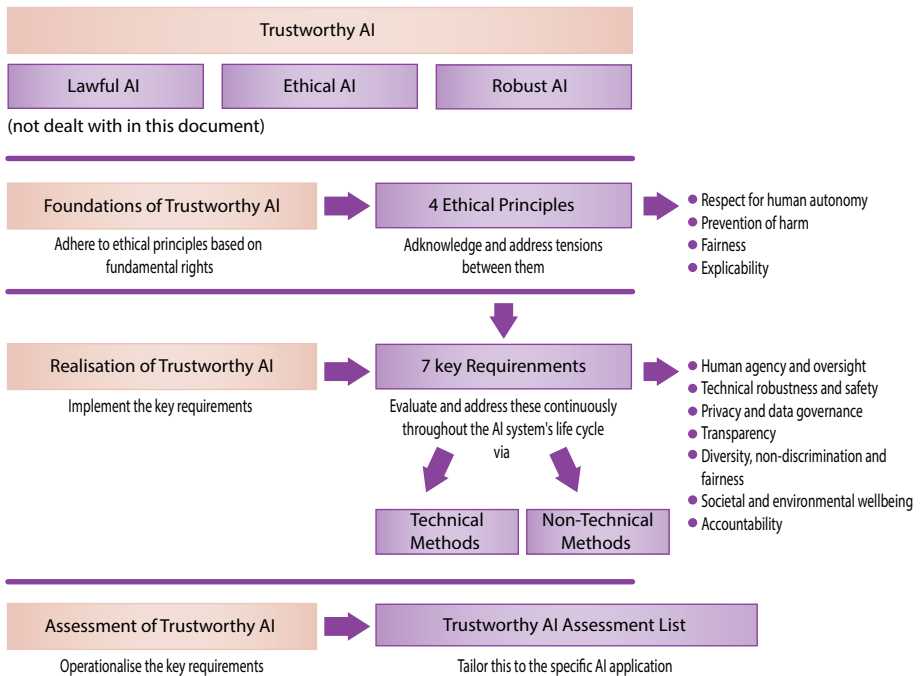 Trustworthy AI
Lawful AI
Ethical AI
Robust AI
(not dealt with in this document)
Foundations of Trustworthy AI
Adhere to ethical principles based on
fundamental rights
4 Ethical Principles
Adknowledge and address tensions
between them
Respect for human autonomy
Prevention of harm
Fairness
Explicability
Realisation of Trustworthy AI
Implement the key requirements
7 key Requirenments
Evaluate and address these continuously
throughout the AI system's life cycle
via
Technical
Methods
Non-Technical
Methods
Human agency and oversight
Technical robustness and safety
Privacy and data governance
Transparency
Diversity, non-discrimination and
fairness
Societal and environmental wellbeing
Accountability
Assessment of Trustworthy AI
Operationalise the key requirements
Trustworthy AI Assessment List
Tailor this to the specific AI application